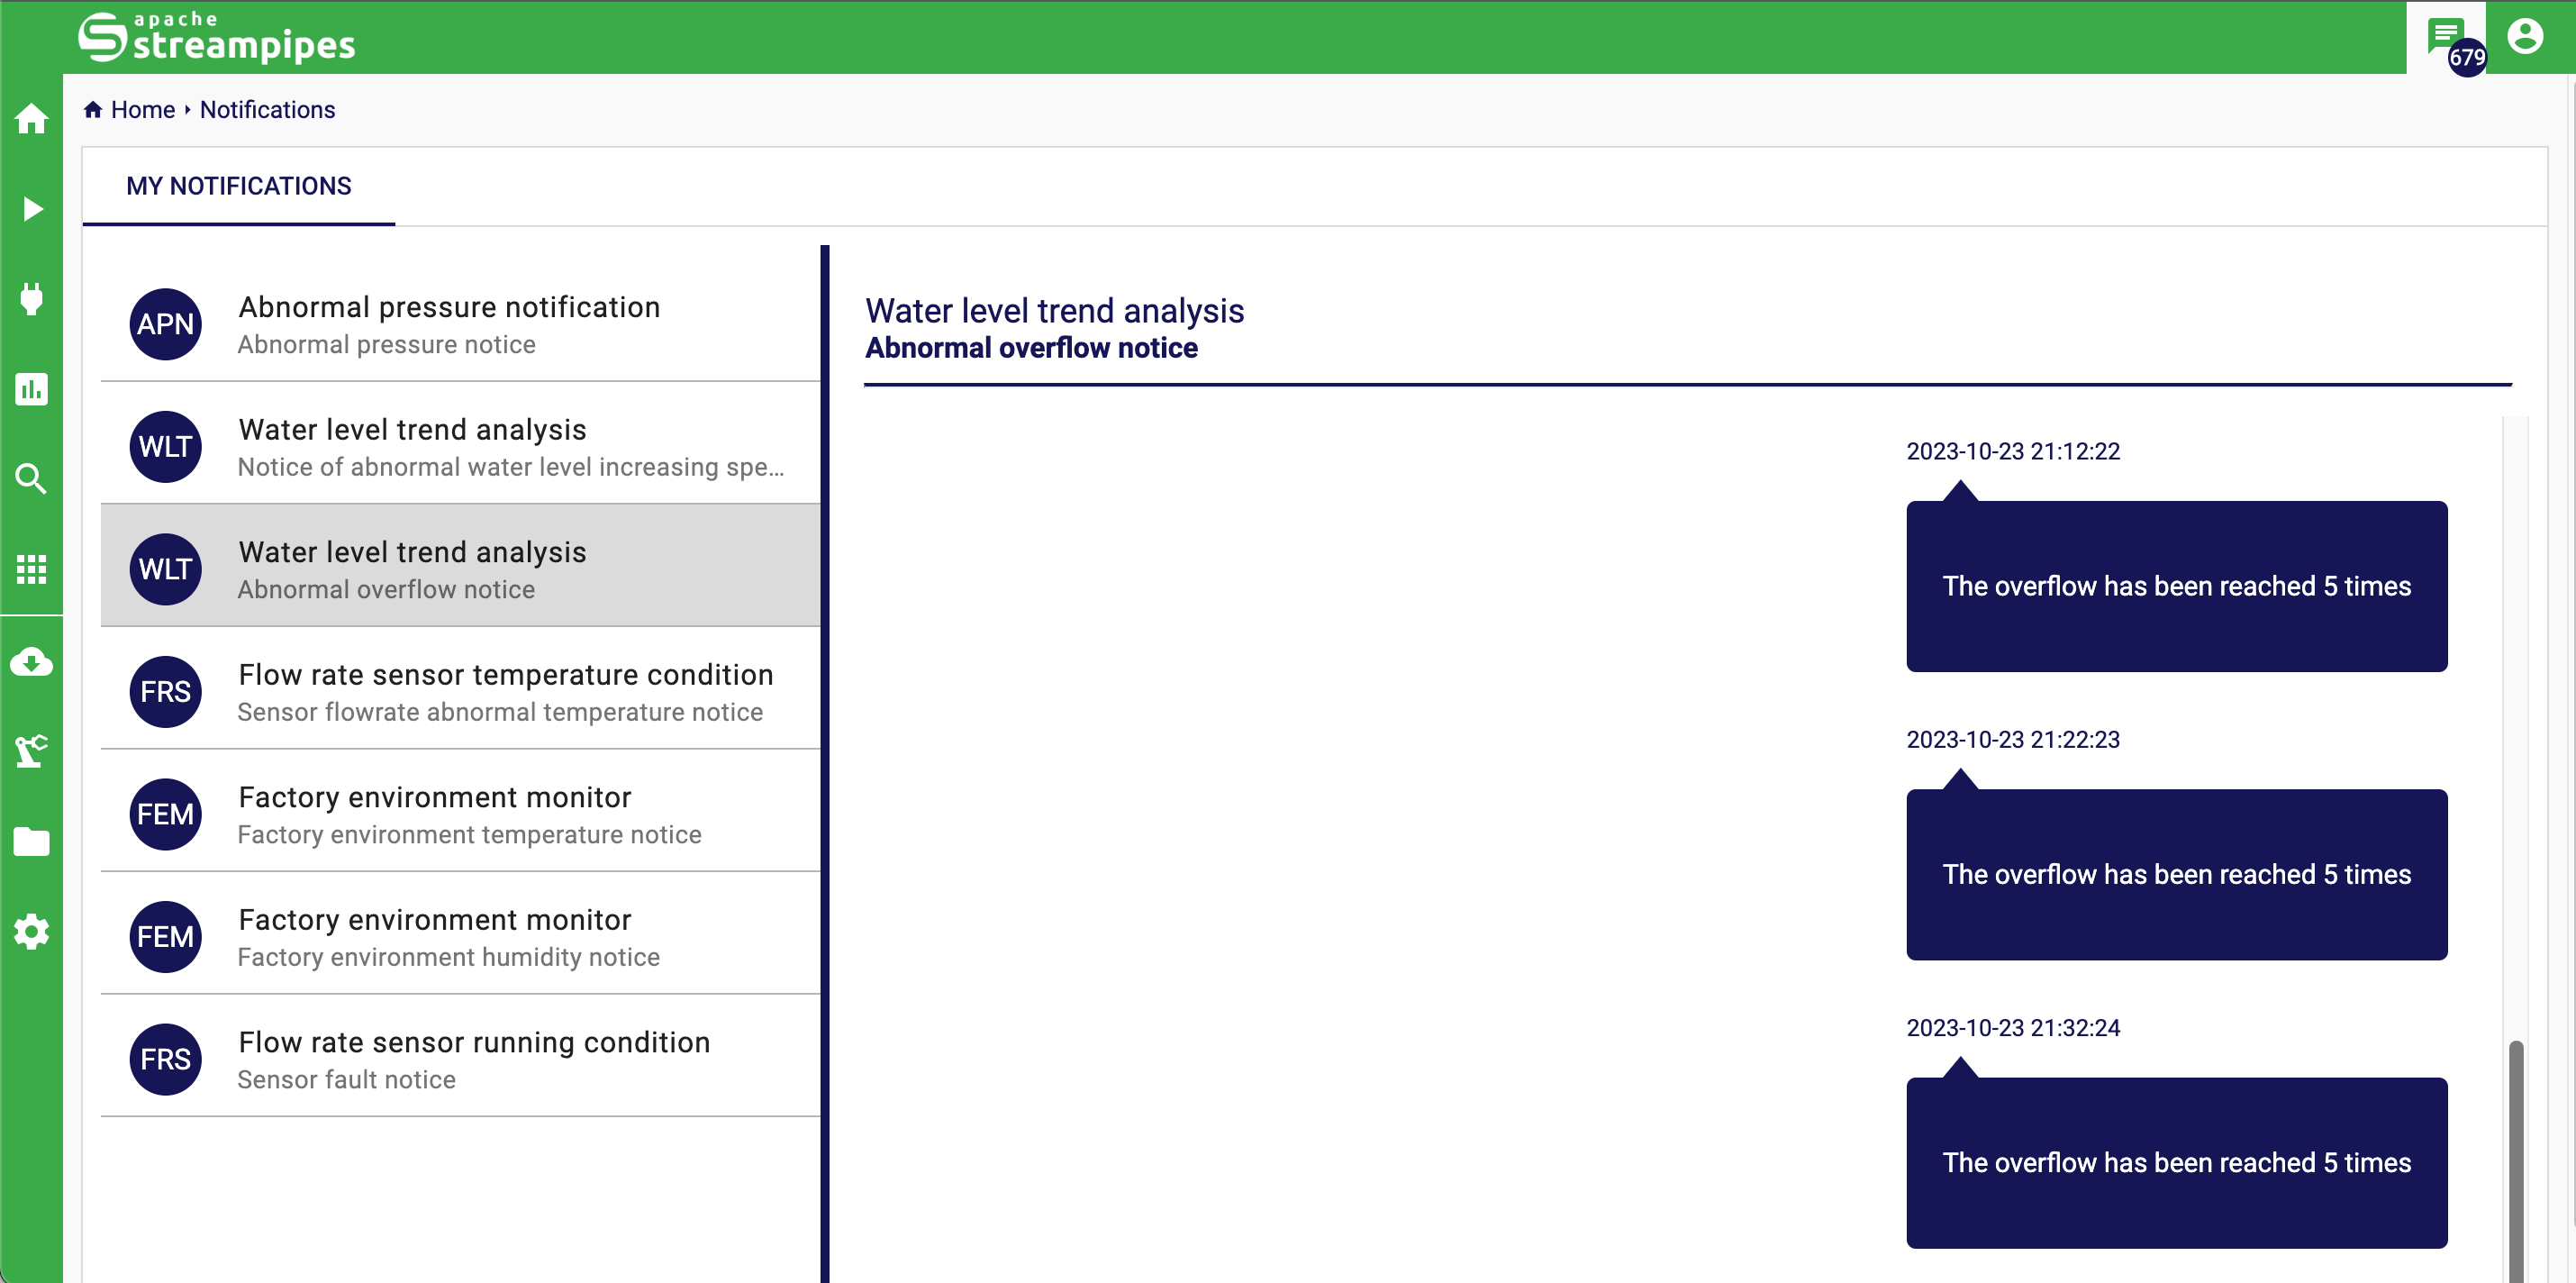 apache
streampipes
679
Home
Notifications
MY NOTIFICATIONS
APN
Abnormal pressure notification
Abnormal pressure notice
WLT
Water level trend analysis
Notice of abnormal water level increasing spe...
WLT
Water level trend analysis
Abnormal overflow notice
FRS
Flow rate sensor temperature condition
Sensor flowrate abnormal temperature notice
FEM
Factory environment monitor
Factory environment temperature notice
FEM
Factory environment monitor
Factory environment humidity notice
FRS
Flow rate sensor running condition
Sensor fault notice
Water level trend analysis
Abnormal overflow notice
2023-10-23 21:12:22
The overflow has been reached 5 times
2023-10-23 21:22:23
The overflow has been reached 5 times
2023-10-23 21:32:24
The overflow has been reached 5 times